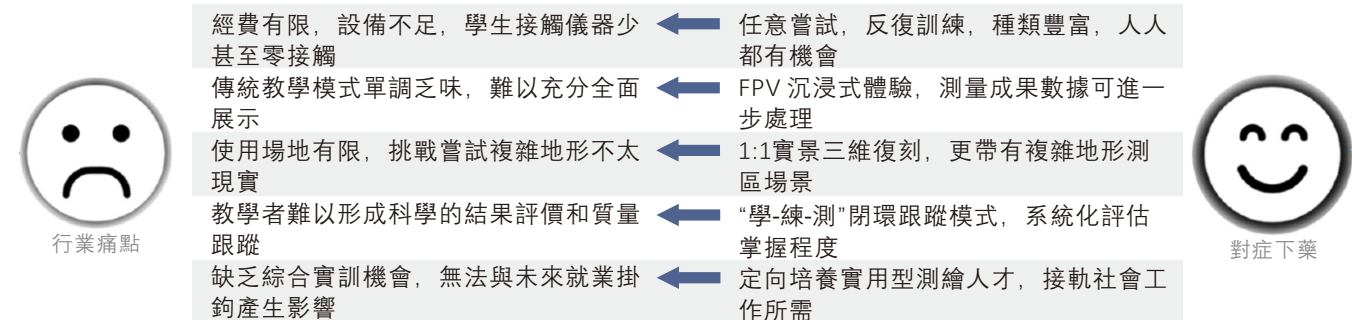 經費有限，設備不足，學生接觸儀器少
甚至零接觸
任意嘗試，反復訓練，種類豐富，人人
都有機會
傳統教學模式單調乏味，難以充分全面
展示
FPV 沉浸式體驗，測量成果數據可進一
步處理
使用場地有限，挑戰嘗試複雜地形不太
現實
1:1實景三維復刻，更帶有複雜地形測
區場景
教學者難以形成科學的結果評價和質量
跟蹤
“學-練-測”閉環跟蹤模式，系統化評估
掌握程度
缺乏綜合實訓機會，無法與未來就業掛
鉤產生影響
定向培養實用型測繪人才，接軌社會工
作所需
行業痛點
對症下藥